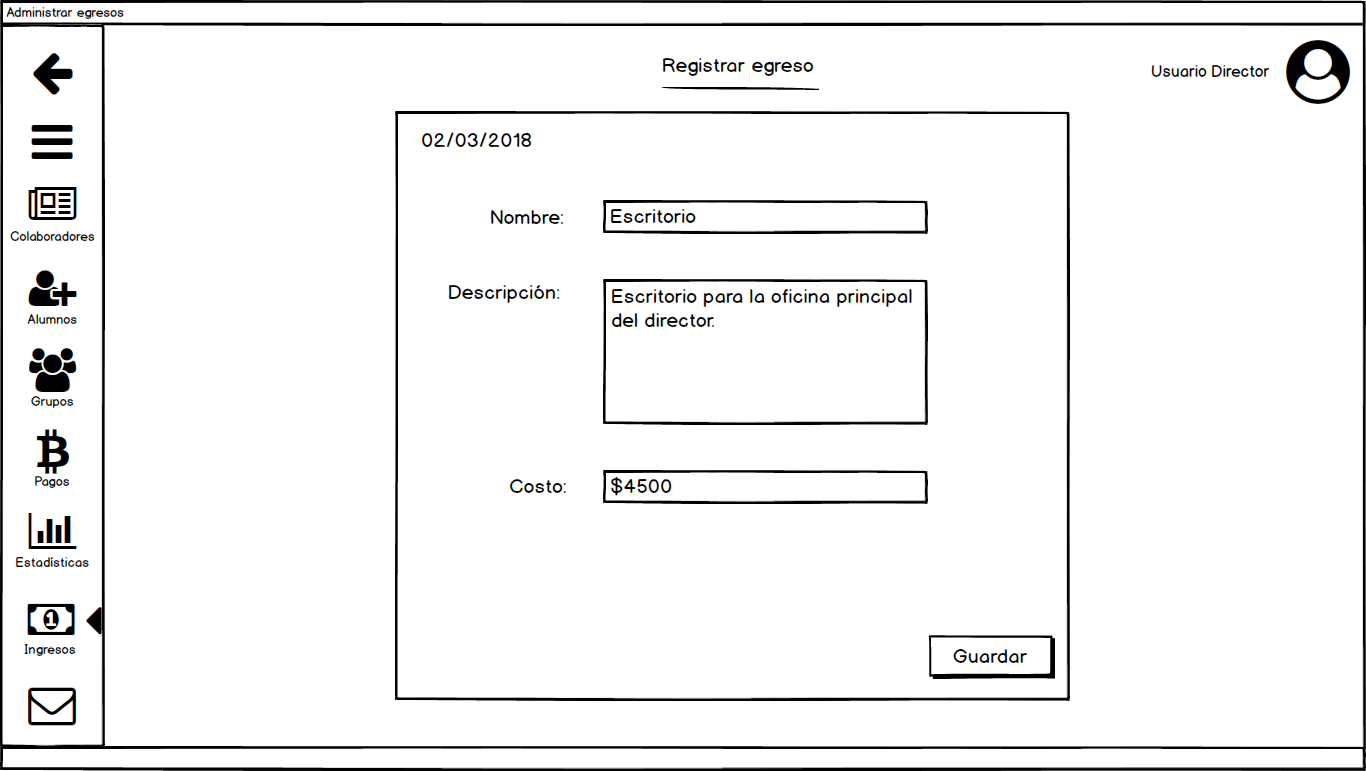 Administrar egresos
Registrar egreso
Usuario Director
02/03/2018
Nombre: Escritorio
Descripción: Escritorio para la oficina principal
del director.
Costo: $4500
Guardar
Colaboradores
Alumnos
Grupos
Pagos
Estadísticas
1
Ingresos